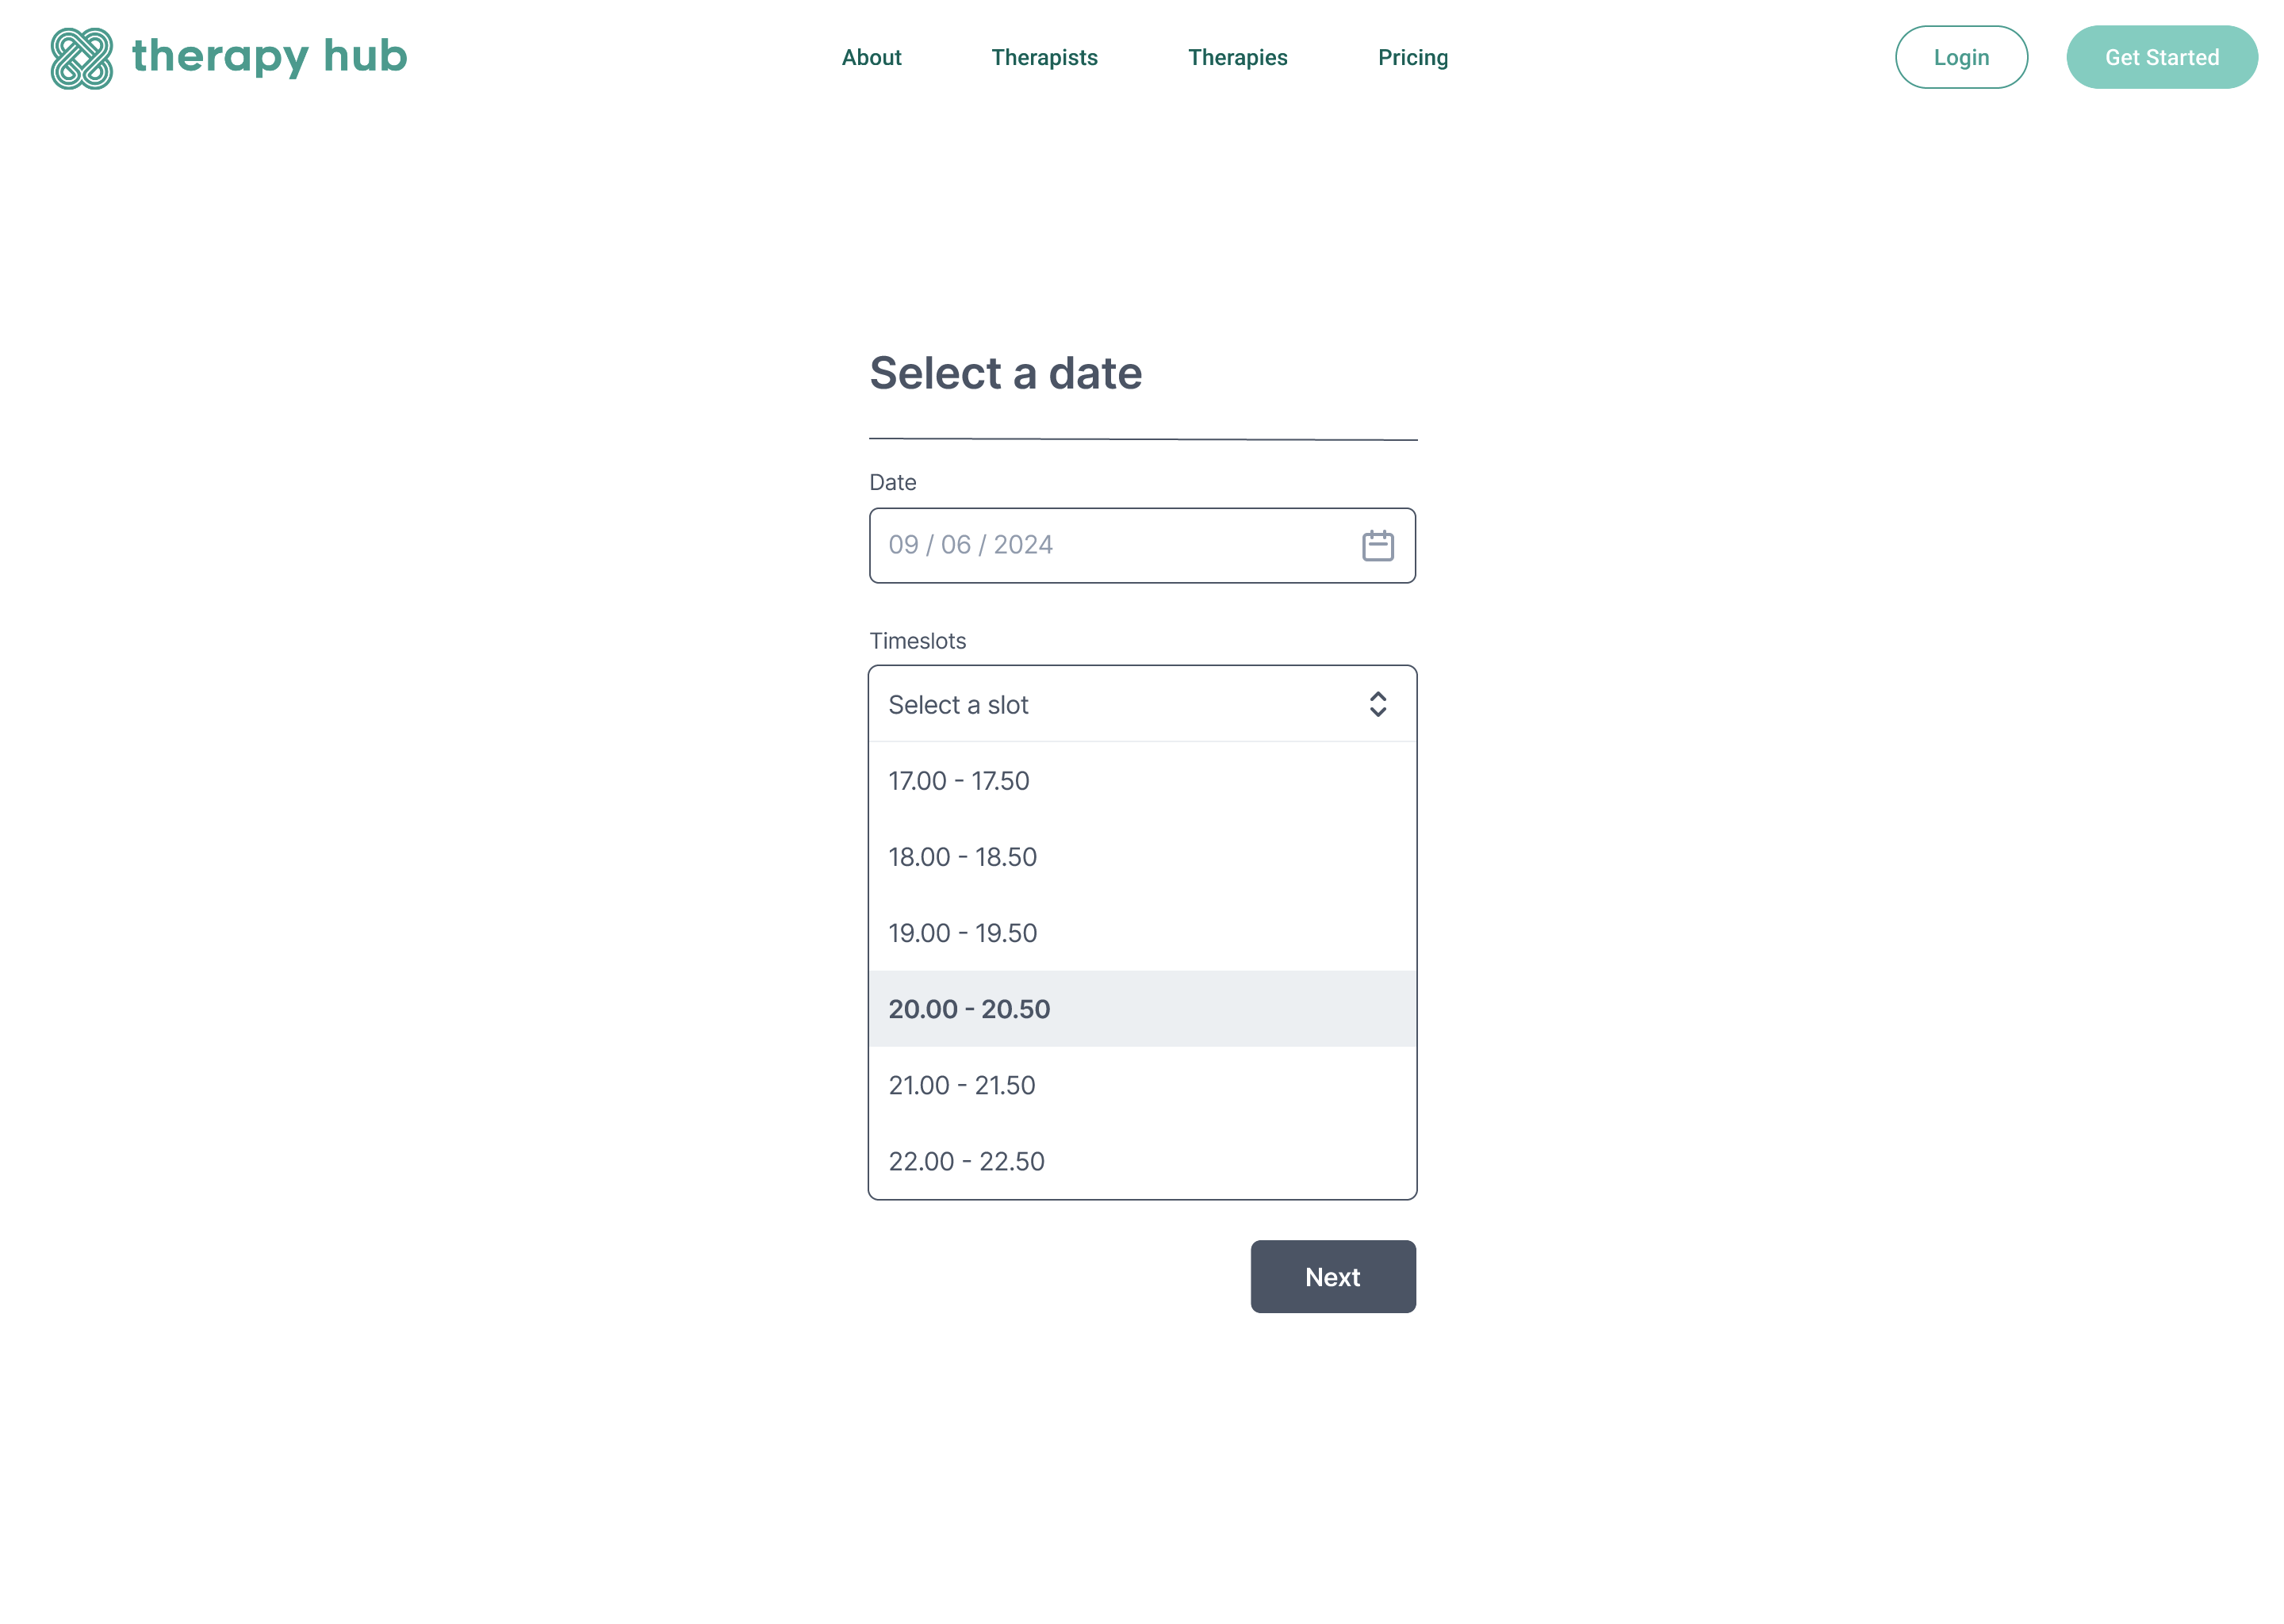 therapy hub
About
Therapists
Therapies
Pricing
Login
Get Started
Select a date
Date
09 / 06 / 2024
Timeslots
Select a slot
17.00 - 17.50
18.00 - 18.50
19.00 - 19.50
20.00 - 20.50
21.00 - 21.50
22.00 - 22.50
Next